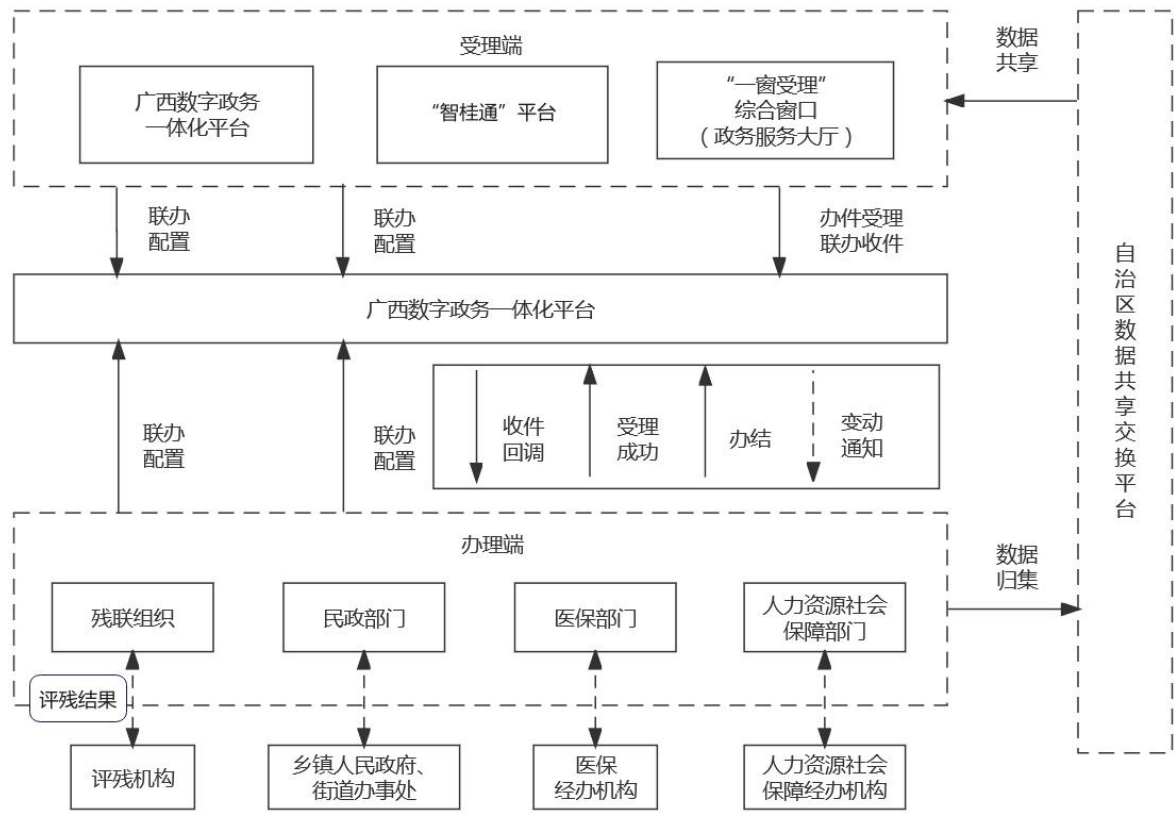 受理端
广西数字政务
一体化平台
“智桂通”平台
“一窗受理”
综合窗口
（政务服务大厅）
数据
共享
联办
配置
联办
配置
办件受理
联办收件
广西数字政务一体化平台
联办
配置
联办
配置
收件
回调
受理
成功
办结
变动
通知
自治区数据共享交换平台
办理端
残联组织
民政部门
医保部门
人力资源社会
保障部门
数据
归集
评残结果
评残机构
乡镇人民政府、
街道办事处
医保
经办机构
人力资源社会
保障经办机构